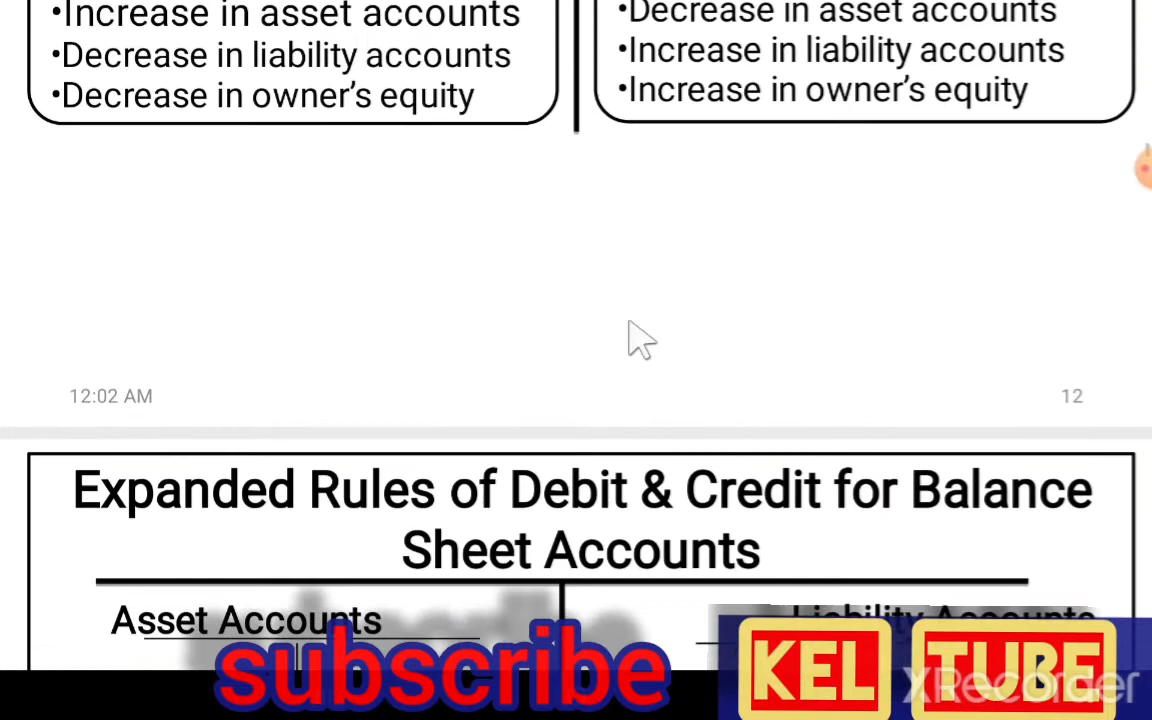 •Increase in asset accounts
•Decrease in liability accounts
•Decrease in owner's equity
•Decrease in asset accounts
•Increase in liability accounts
•Increase in owner's equity
12:02 AM
12
Expanded Rules of Debit & Credit for Balance
Sheet Accounts
Asset Accounts
Liability Accounts
subscribe
KEL TUBE
XRecorder